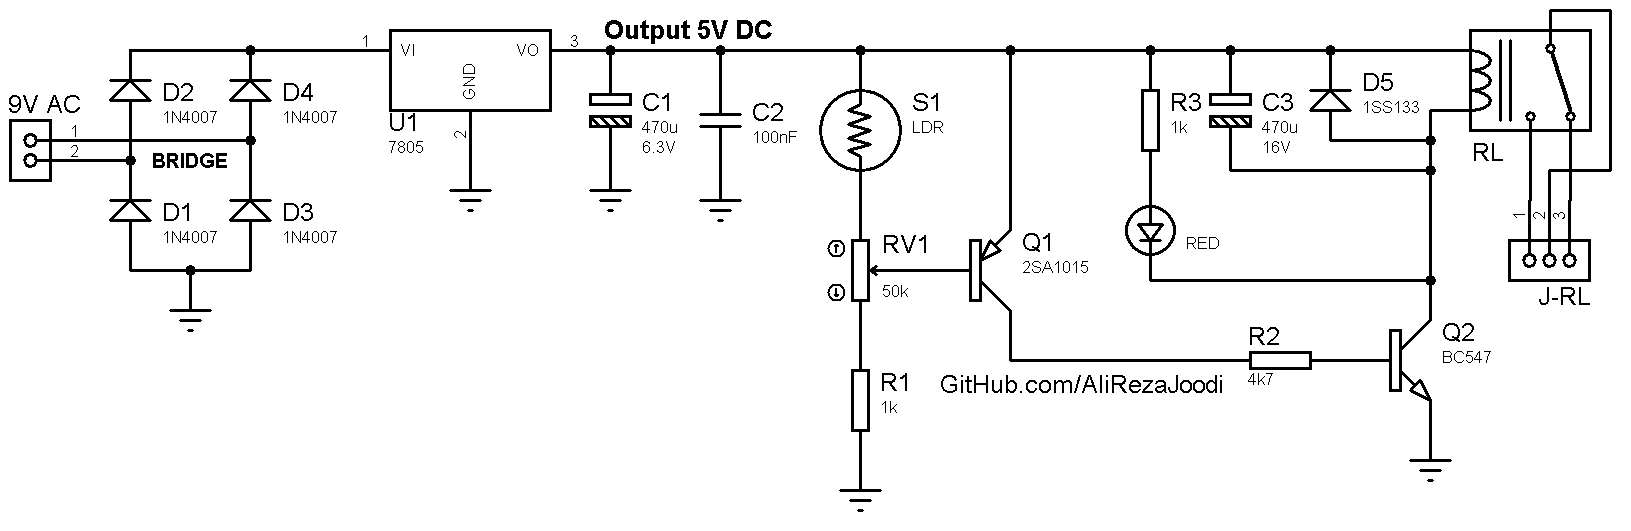 Output 5V DC
9V AC
1
2
BRIDGE
D2
1N4007
D4
1N4007
D1
1N4007
D3
1N4007
1
VI
VO
3
GND
2
U1
7805
C1
470u
6.3V
C2
100nF
S1
LDR
RV1
50k
R1
1k
Q1
2SA1015
R3
1k
RED
C3
470u
16V
D5
1SS133
RL
1
2
3
J-RL
R2
4k7
Q2
BC547
GitHub.com/AliRezaJoodi